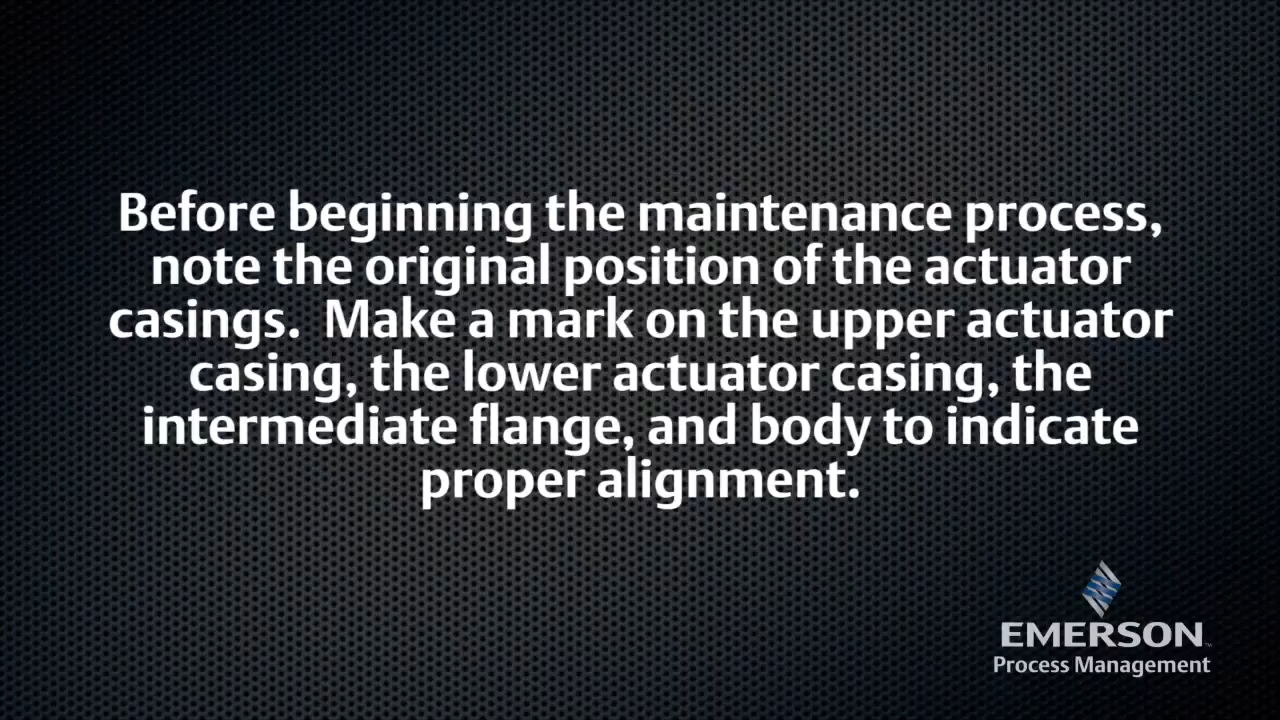 Before beginning the maintenance process,
note the original position of the actuator
casings.  Make a mark on the upper actuator
casing, the lower actuator casing, the
intermediate flange, and body to indicate
proper alignment.
EMERSON™
Process Management